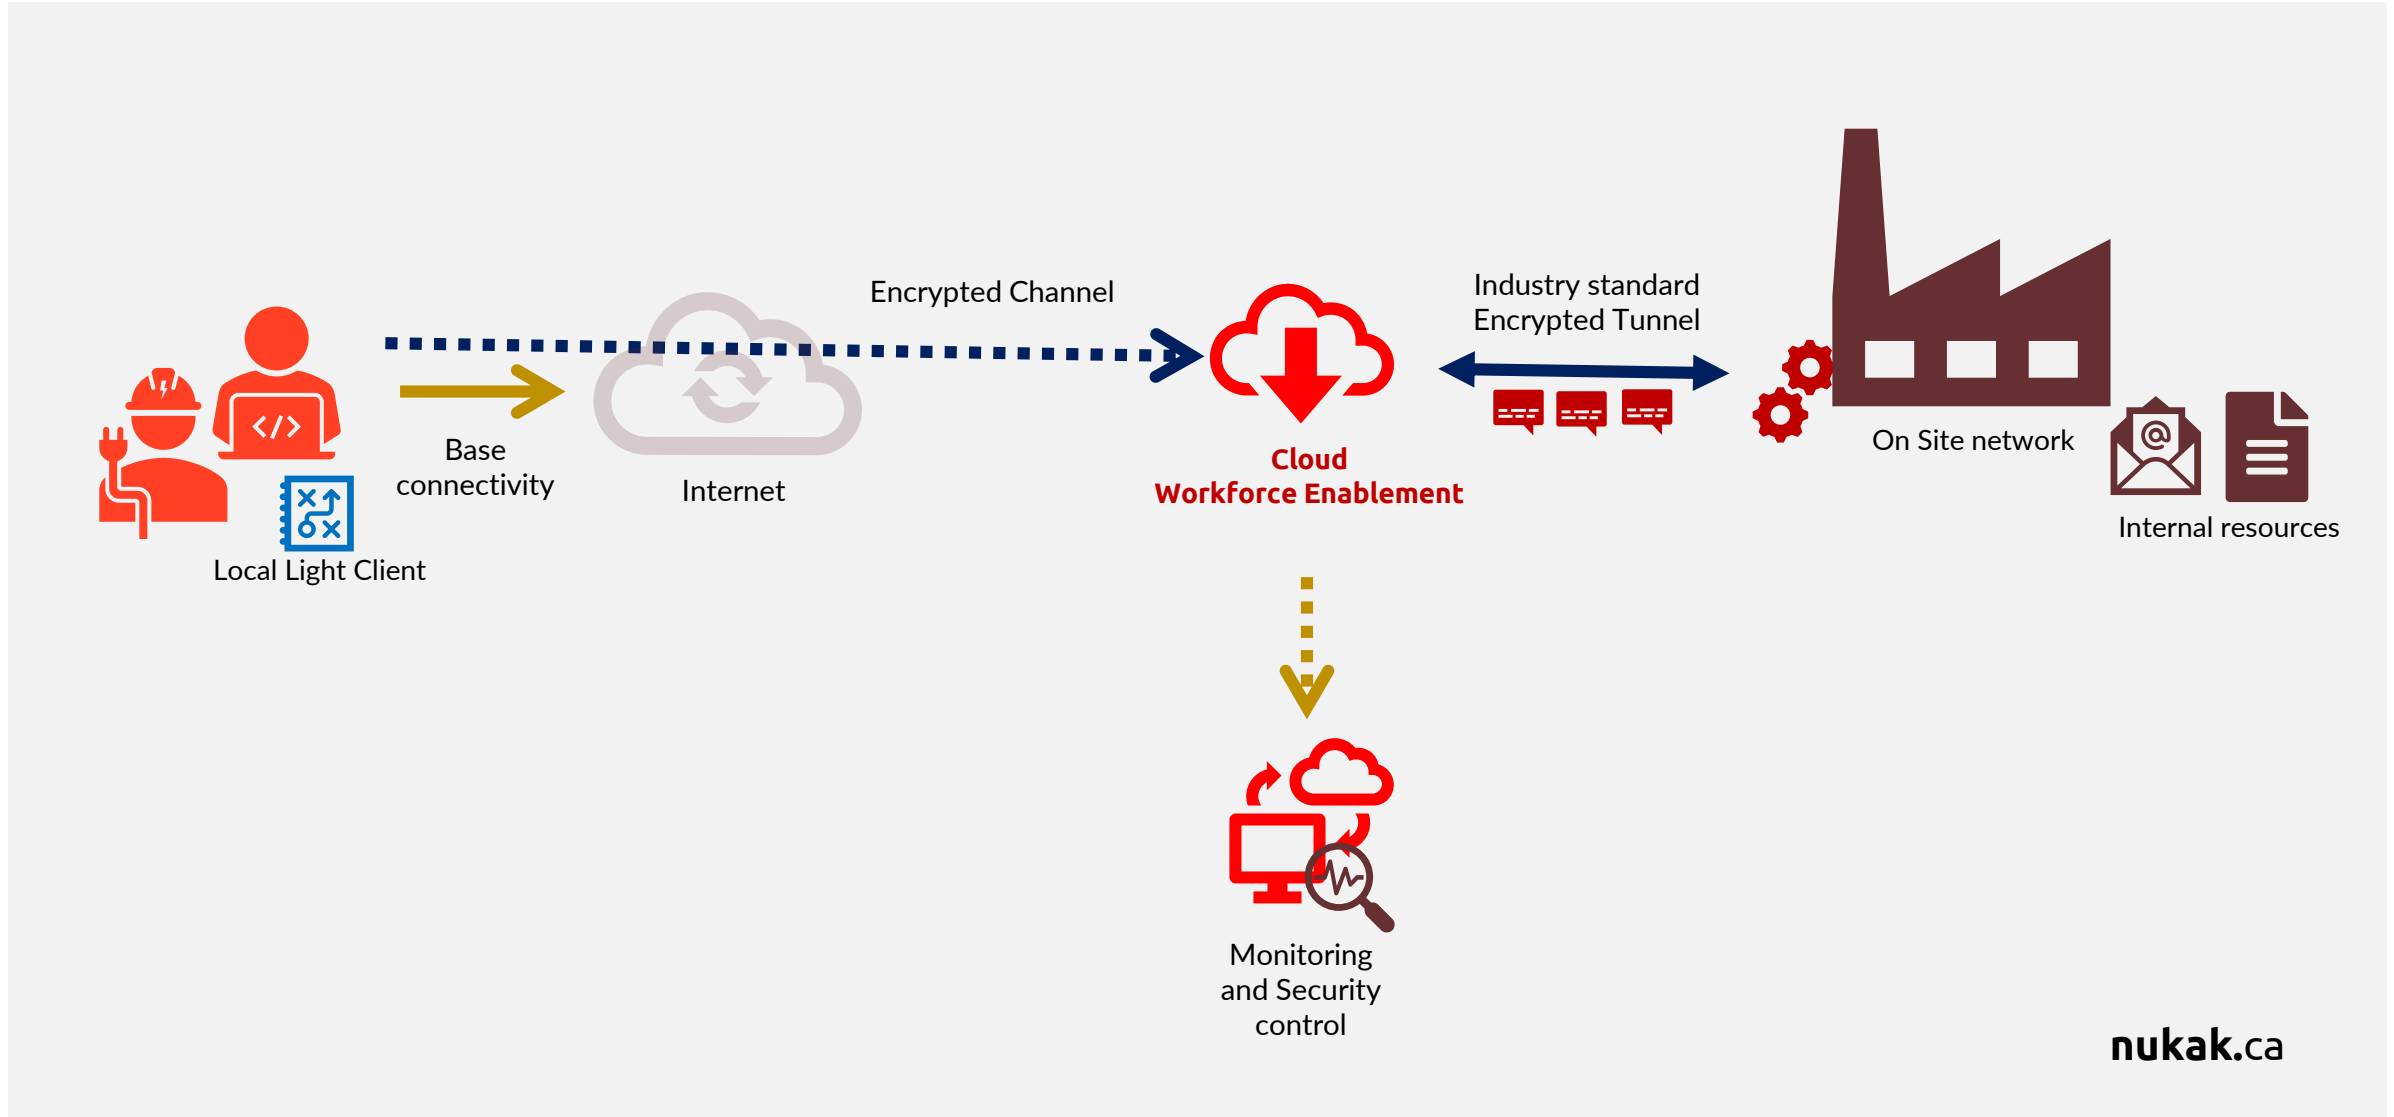 Encrypted Channel
Industry standard
Encrypted Tunnel
Base
connectivity
Internet
Cloud
Workforce Enablement
On Site network
Internal resources
</>
Local Light Client
@
Monitoring
and Security
control
nukak.ca